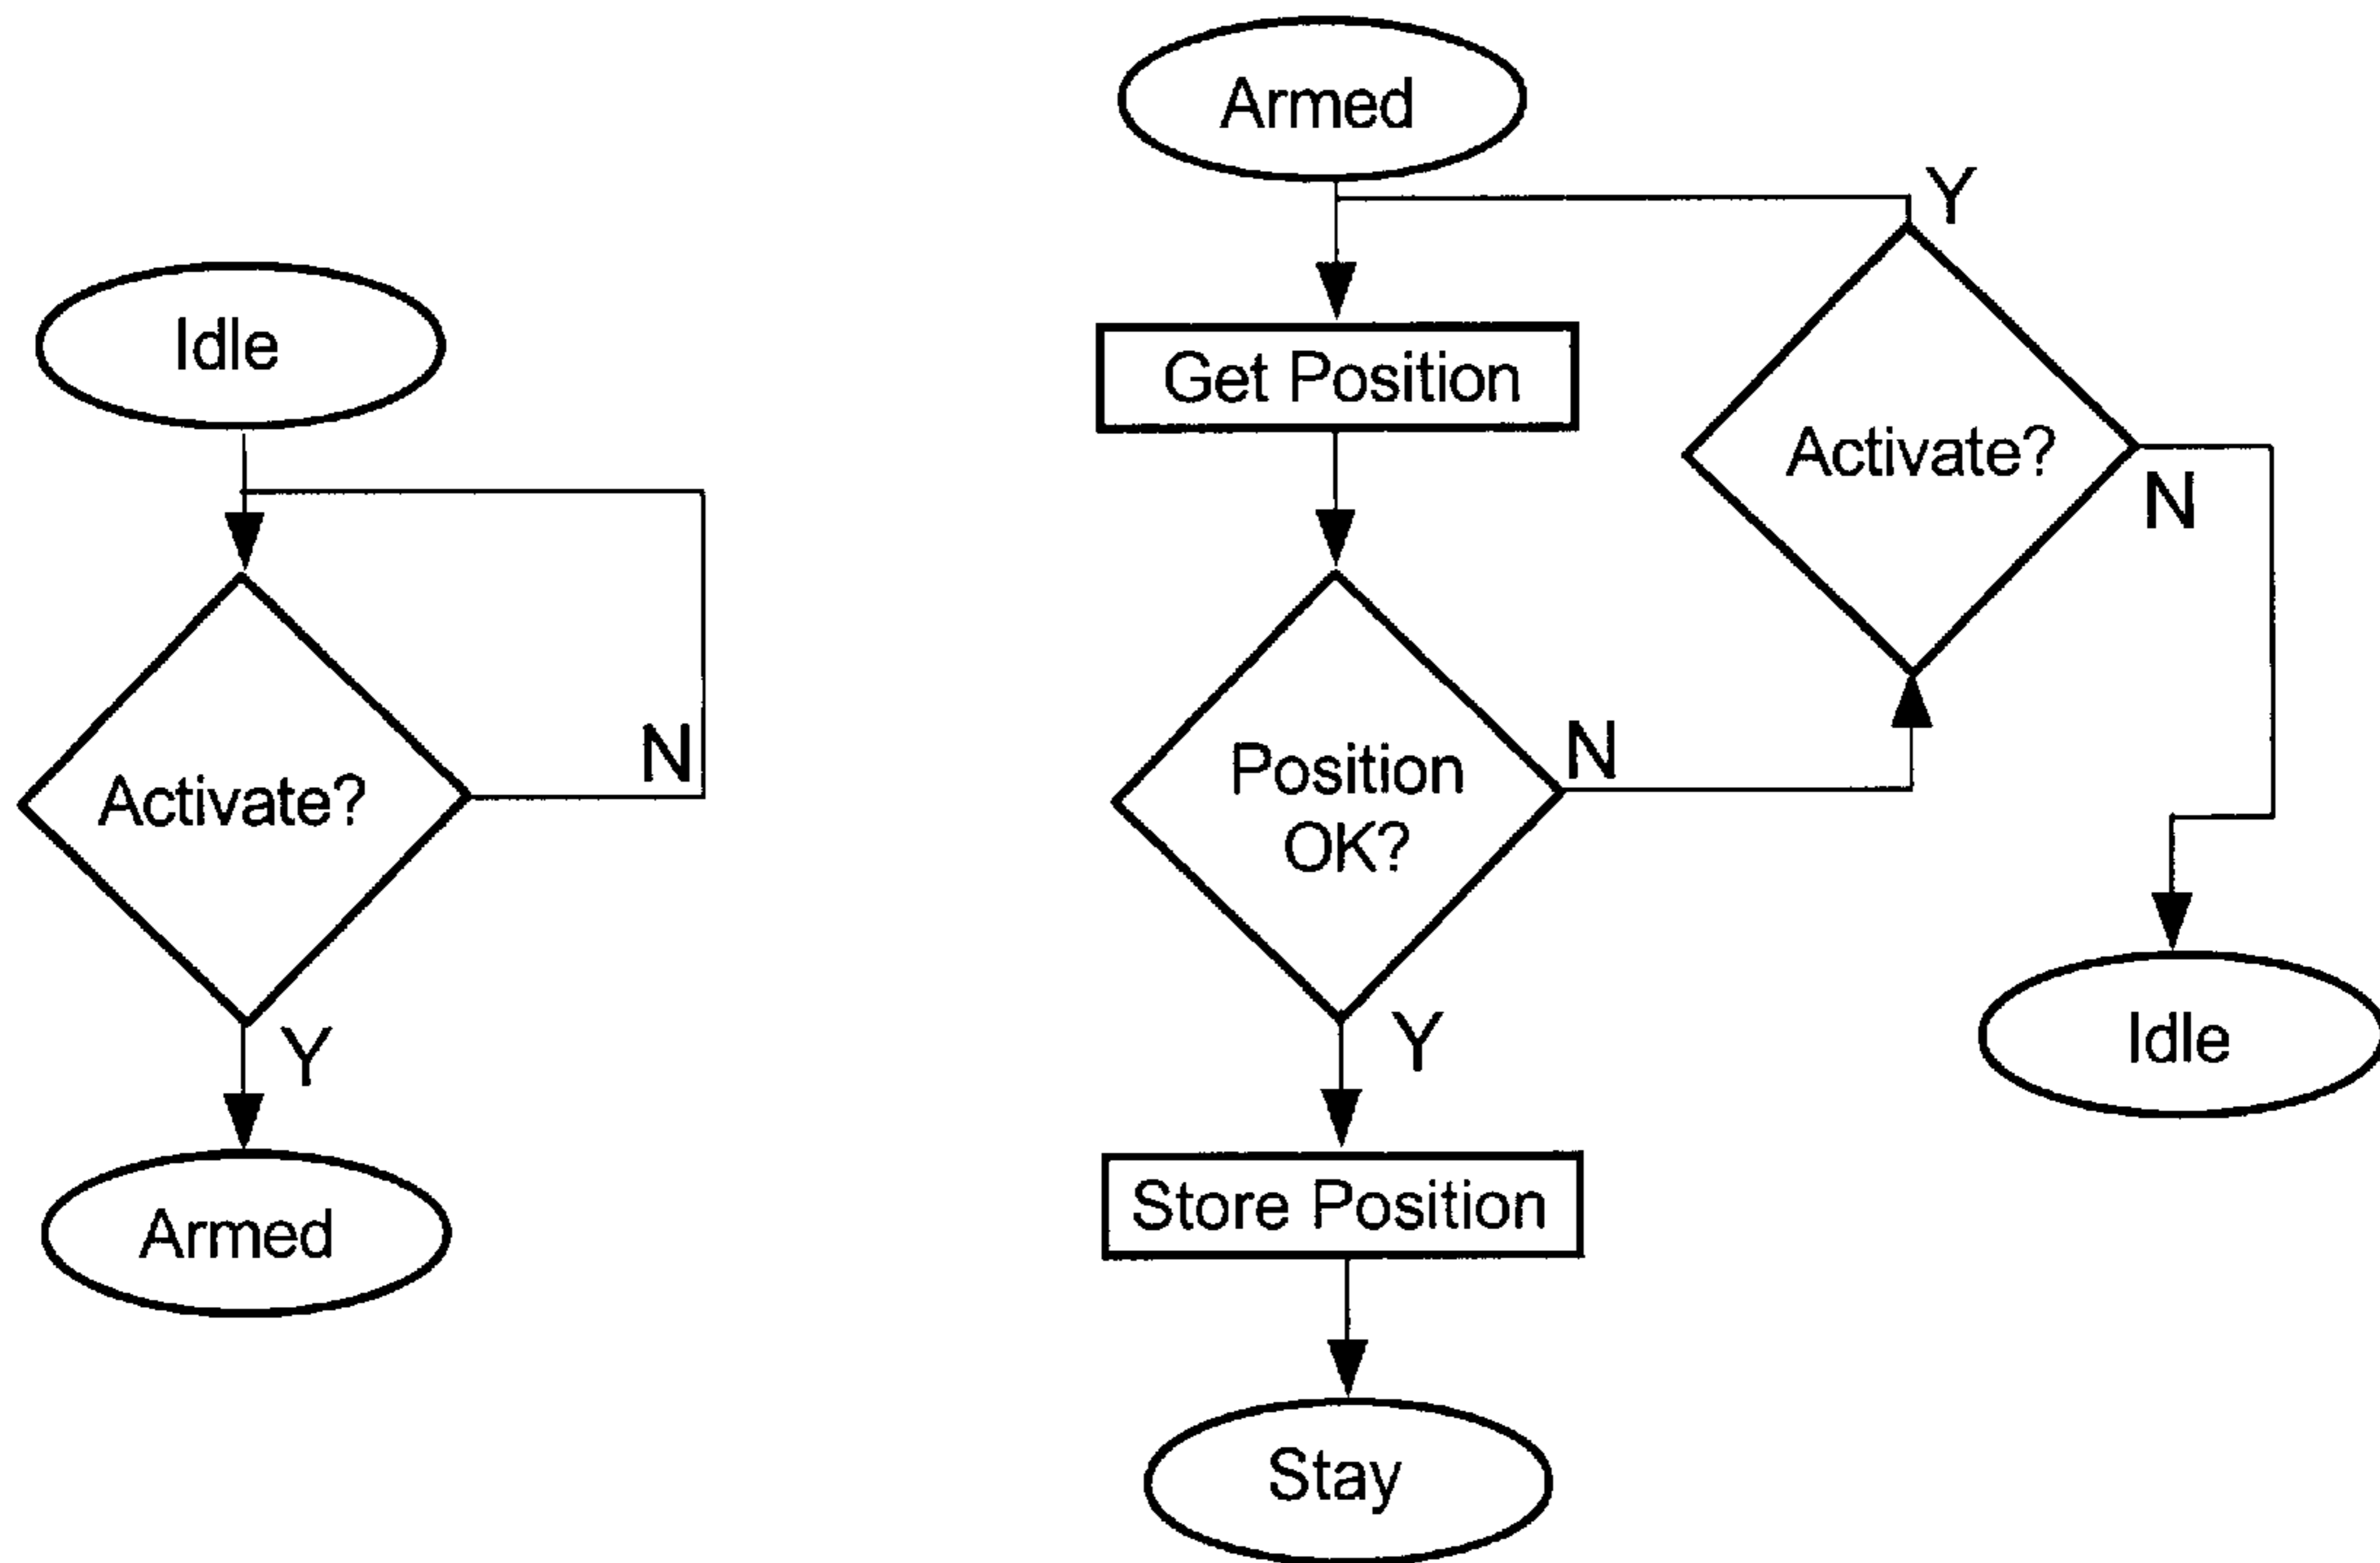 Idle
Activate?
N
Y
Armed
Armed
Y
Get Position
Activate?
N
Position
OK?
N
Y
Store Position
Idle
Stay